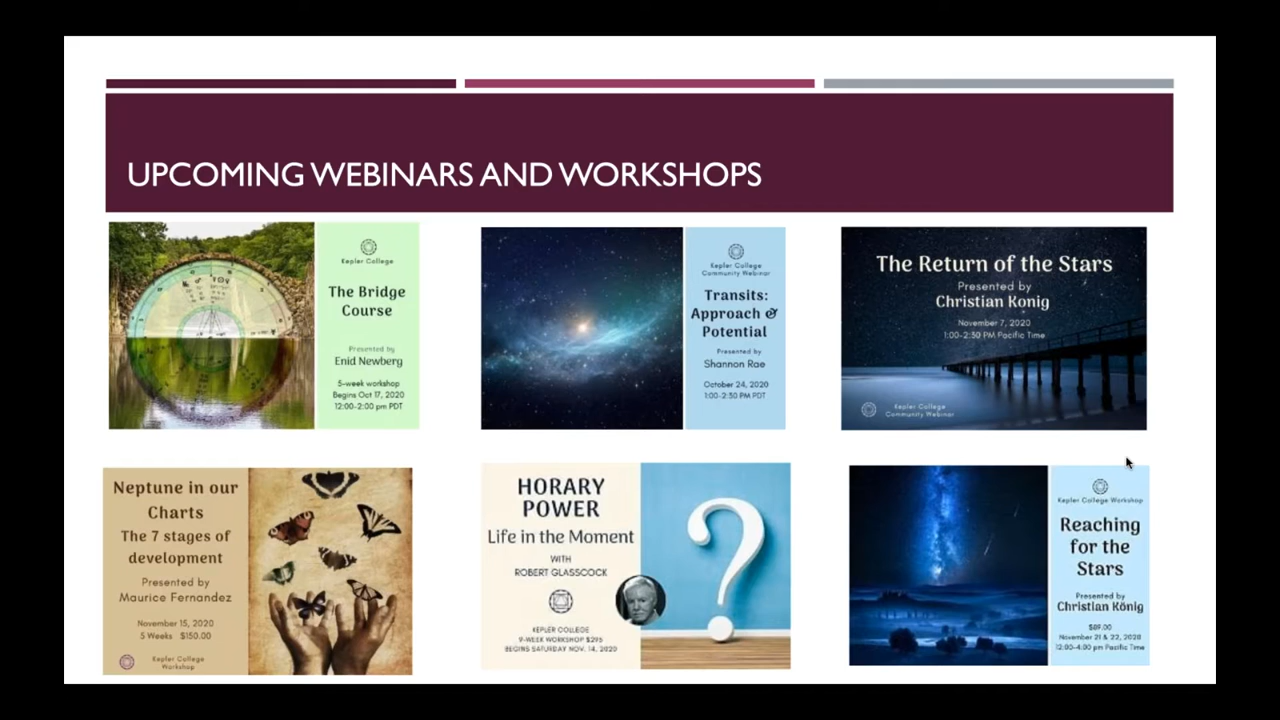 UPCOMING WEBINARS AND WORKSHOPS
Kepler College
The Bridge
Course
Presented by
Enid Newberg
5-week workshop
Begins Oct 17, 2020
12:00-2:00 pm PDT
Kepler College
Community Webinar
Transits:
Approach &
Potential
Presented by
Shannon Rae
October 24, 2020
1:00-2:30 PM PDT
The Return of the Stars
Presented by
Christian Konig
November 7, 2020
1:00-2:30 PM Pacific Time
Kepler College
Community Webinar
Neptune in our
Charts
The 7 stages of
development
Presented by
Maurice Fernandez
November 15, 2020
5 Weeks $150.00
Kepler College
Workshop
HORARY
POWER
Life in the Moment
WITH
ROBERT GLASSCOCK
KEPLER COLLEGE
9-WEEK WORKSHOP $295
BEGINS SATURDAY NOV. 14, 2020
Kepler College Workshop
Reaching
for the
Stars
Presented by
Christian König
$89.00
November 21 & 22, 2020
12:00-4:00 pm Pacific Time